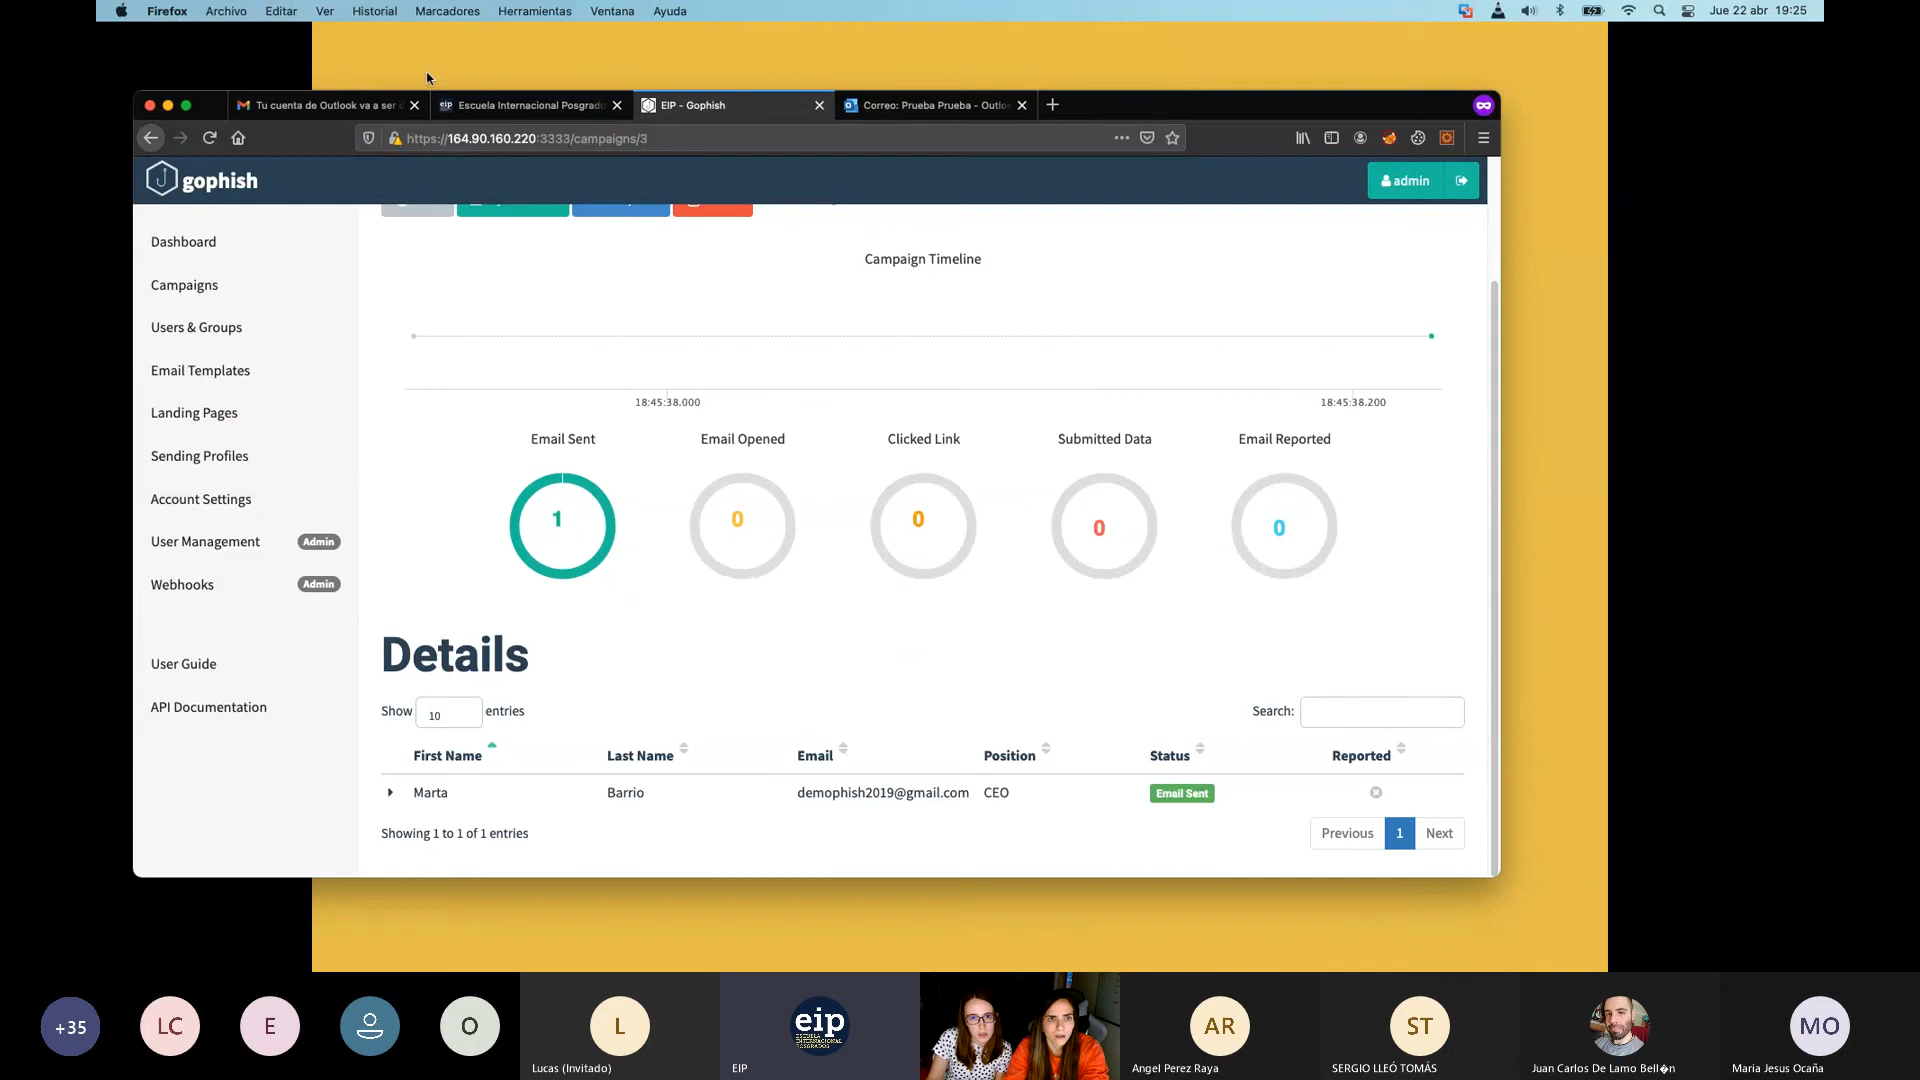 Firefox Archivo Editar Ver Historial Marcadores Herramientas Ventana Ayuda
Jue 22 abr 19:25
Tu cuenta de Outlook va a ser
eip Escuela Internacional Posgrado
EIP - Gophish
Correo: Prueba Prueba - Outlo
https://164.90.160.220:3333/campaigns/3
gophish
admin
Dashboard
Campaigns
Users & Groups
Email Templates
Landing Pages
Sending Profiles
Account Settings
User Management Admin
Webhooks Admin
User Guide
API Documentation
Campaign Timeline
18:45:38.000
18:45:38.200
Email Sent
Email Opened
Clicked Link
Submitted Data
Email Reported
1
0
0
0
0
Details
Show 10 entries
Search:
First Name Last Name Email Position Status Reported
Marta Barrio demophish2019@gmail.com CEO Email Sent
Showing 1 to 1 of 1 entries
Previous 1 Next
+35
LC
E
O
L
Lucas (Invitado)
eip
ESCUELA
INTERNACIONAL
POSGRADOS
EIP
AR
Angel Perez Raya
ST
SERGIO LLEÓ TOMÁS
Juan Carlos De Lamo Bell�n
MO
Maria Jesus Ocaña